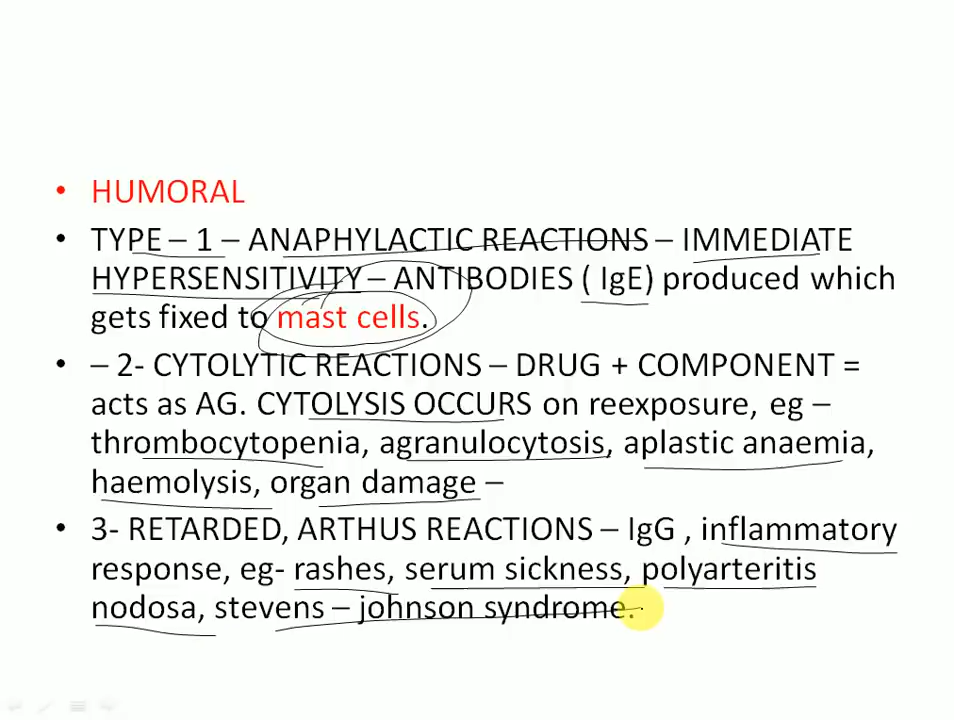 • HUMORAL
• TYPE – 1 – ANAPHYLACTIC REACTIONS – IMMEDIATE
HYPERSENSITIVITY – ANTIBODIES ( IgE) produced which
gets fixed to mast cells.
• – 2- CYTOLYTIC REACTIONS – DRUG + COMPONENT =
acts as AG. CYTOLYSIS OCCURS on reexposure, eg –
thrombocytopenia, agranulocytosis, aplastic anaemia,
haemolysis, organ damage –
• 3- RETARDED, ARTHUS REACTIONS – IgG , inflammatory
response, eg- rashes, serum sickness, polyarteritis
nodosa, stevens – johnson syndrome.